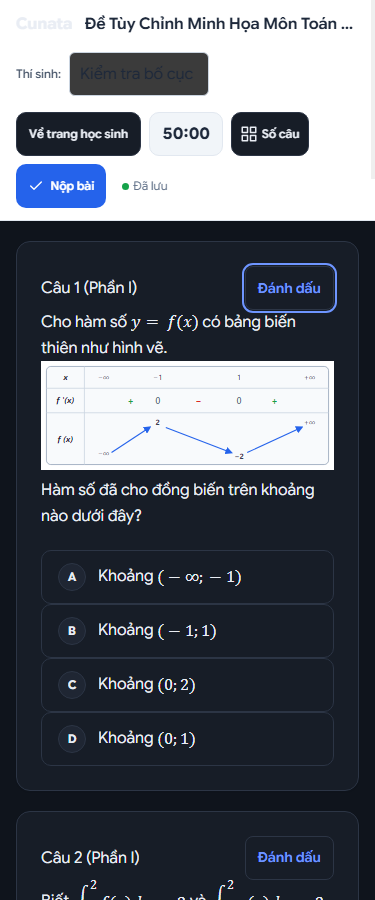 Cunata Đề Tùy Chỉnh Minh Họa Môn Toán ...
Thí sinh: Kiểm tra bố cục
Về trang học sinh 50:00 Số câu
Nộp bài Đã lưu
Câu 1 (Phần I) Đánh dấu
Cho hàm số y = f(x) có bảng biến
thiên như hình vẽ.
x −∞ −1 1 +∞
f '(x) + 0 − 0 +
f (x) −∞ 2 −2 +∞
Hàm số đã cho đồng biến trên khoảng
nào dưới đây?
A Khoảng (−∞; −1)
B Khoảng (−1; 1)
C Khoảng (0; 2)
D Khoảng (0; 1)
Câu 2 (Phần I) Đánh dấu